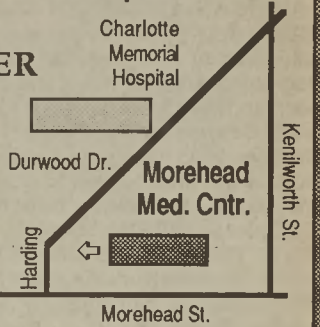 Charlotte
Memorial
Hospital
ER
Durwood Dr.
Morehead
Med. Cntr.
Kenilworth St.
Harding
Morehead St.